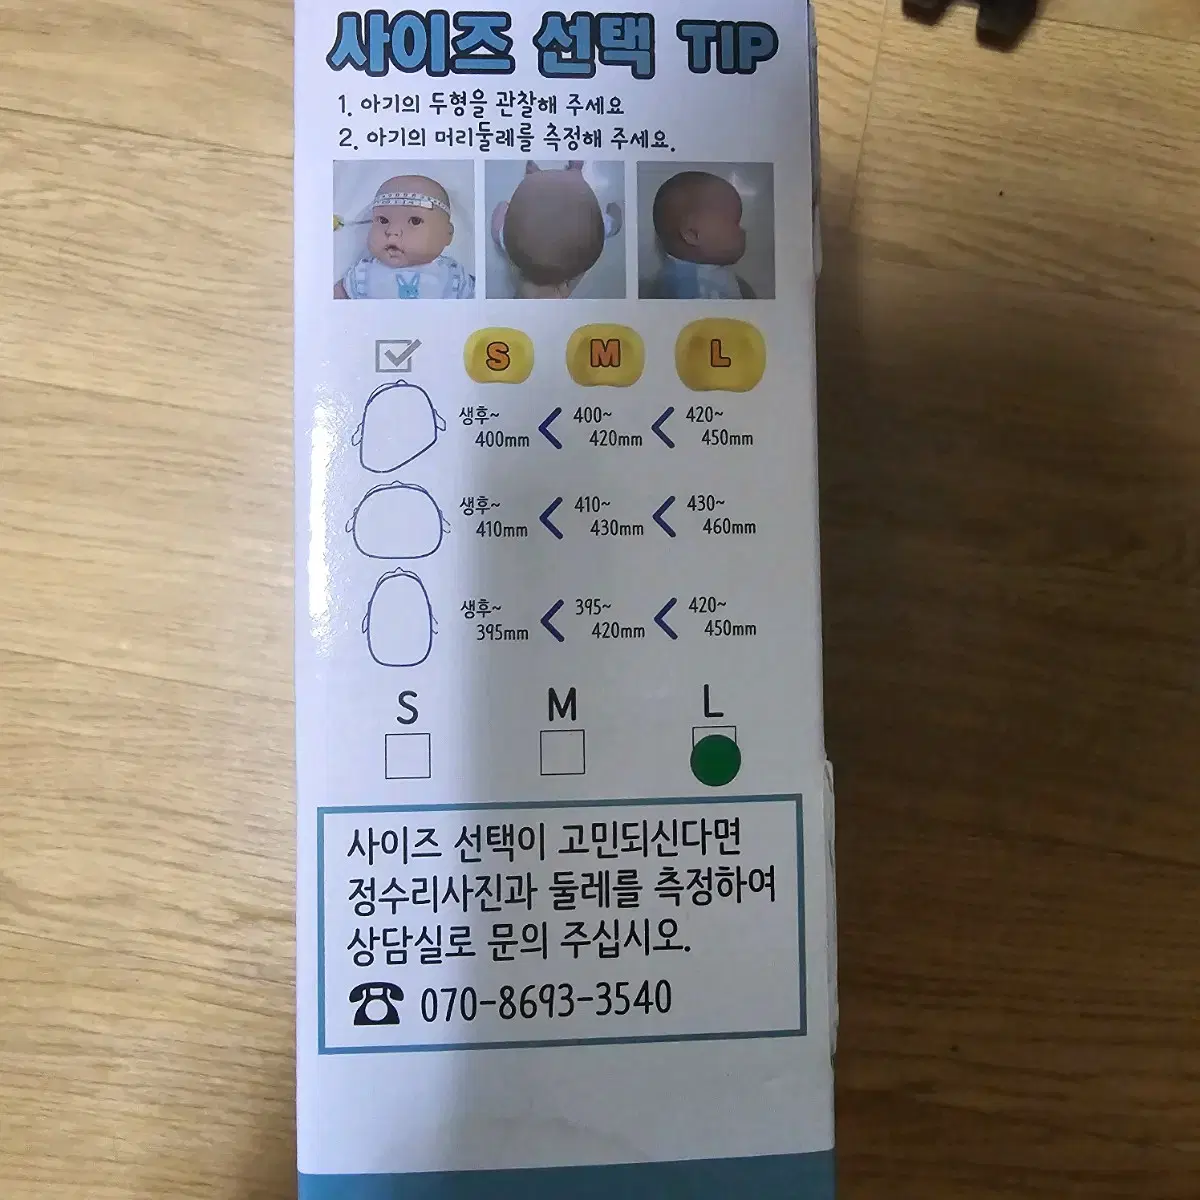 사이즈 선택 TIP
1. 아기의 두형을 관찰해 주세요
2. 아기의 머리둘레를 측정해 주세요.
S M L
생후~ 400~ 420~
400mm < 420mm < 450mm
생후~ 410~ 430~
410mm < 430mm < 460mm
생후~ 395~ 420~
395mm < 420mm < 450mm
S M L
사이즈 선택이 고민되신다면
정수리사진과 둘레를 측정하여
상담실로 문의 주십시오.
070-8693-3540